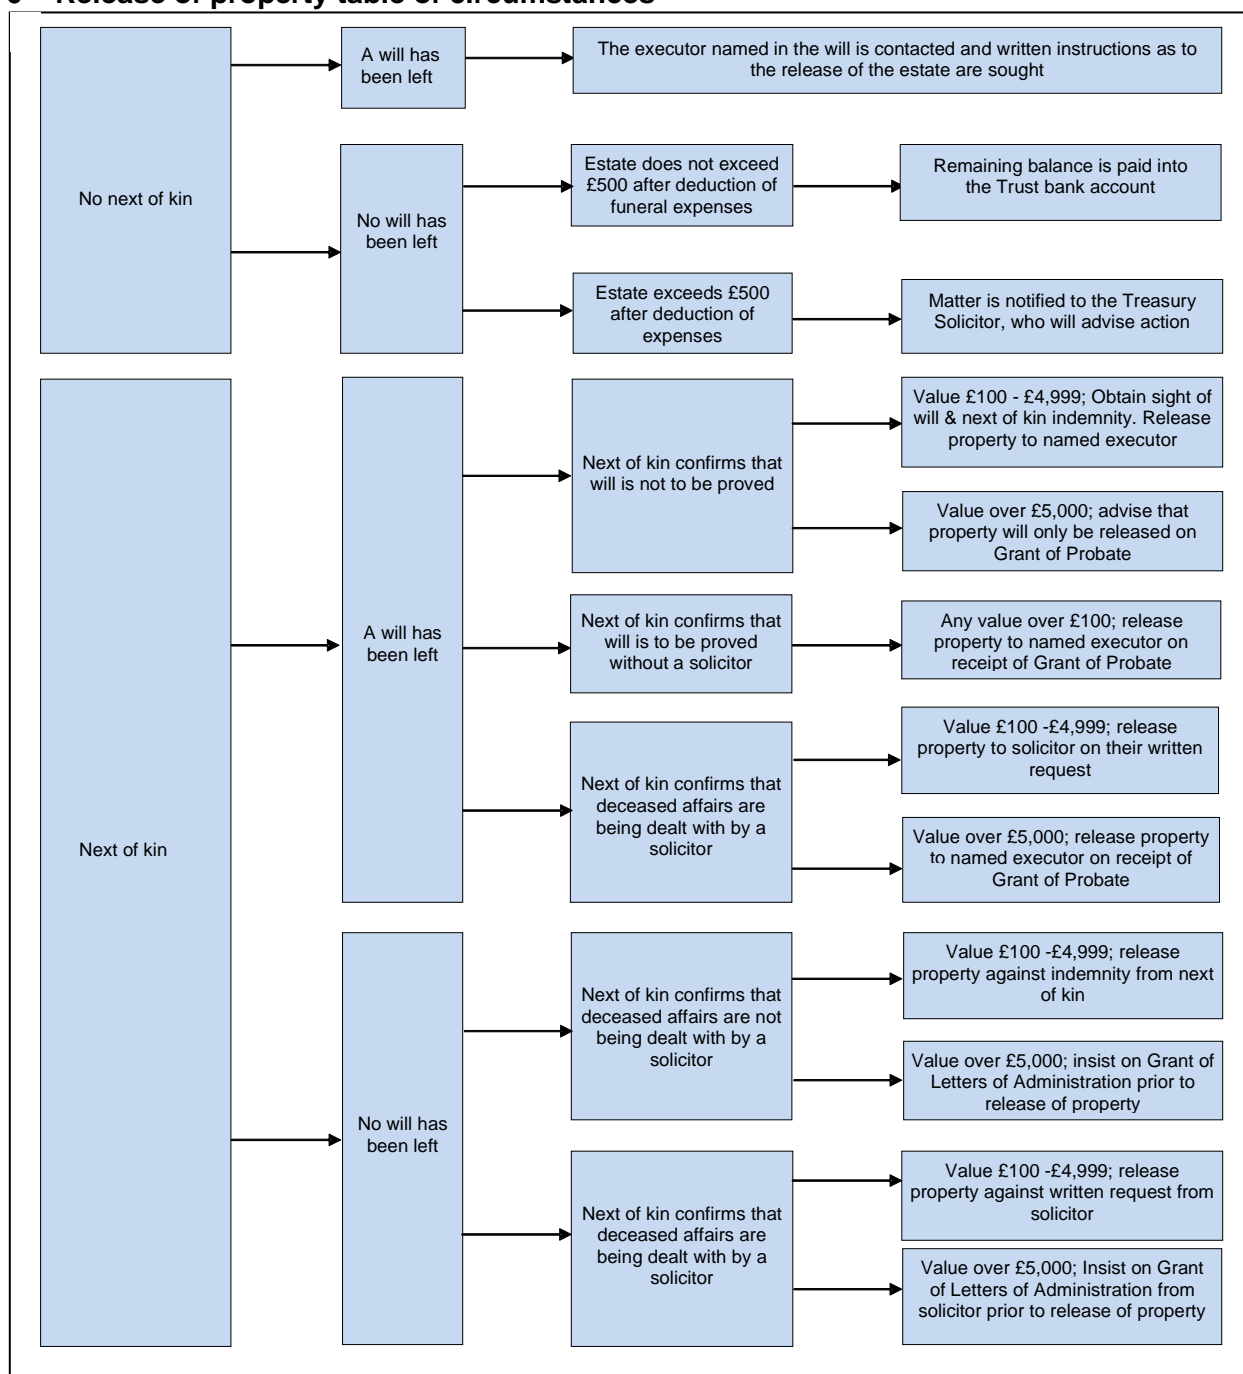 Release of property table of circumstances
No next of kin
A will has
been left
The executor named in the will is contacted and written instructions as to
the release of the estate are sought
No will has
been left
Estate does not exceed
£500 after deduction of
funeral expenses
Remaining balance is paid into
the Trust bank account
Estate exceeds £500
after deduction of
expenses
Matter is notified to the Treasury
Solicitor, who will advise action
Next of kin
A will has
been left
Next of kin confirms that
will is not to be proved
Value £100 - £4,999; Obtain sight of
will & next of kin indemnity. Release
property to named executor
Value over £5,000; advise that
property will only be released on
Grant of Probate
Next of kin confirms that
will is to be proved
without a solicitor
Any value over £100; release
property to named executor on
receipt of Grant of Probate
Next of kin confirms that
deceased affairs are
being dealt with by a
solicitor
Value £100 -£4,999; release
property to solicitor on their written
request
Value over £5,000; release property
to named executor on receipt of
Grant of Probate
No will has
been left
Next of kin confirms that
deceased affairs are not
being dealt with by a
solicitor
Value £100 -£4,999; release
property against indemnity from next
of kin
Value over £5,000; insist on Grant of
Letters of Administration prior to
release of property
Next of kin confirms that
deceased affairs are
being dealt with by a
solicitor
Value £100 -£4,999; release
property against written request from
solicitor
Value over £5,000; Insist on Grant
of Letters of Administration from
solicitor prior to release of property